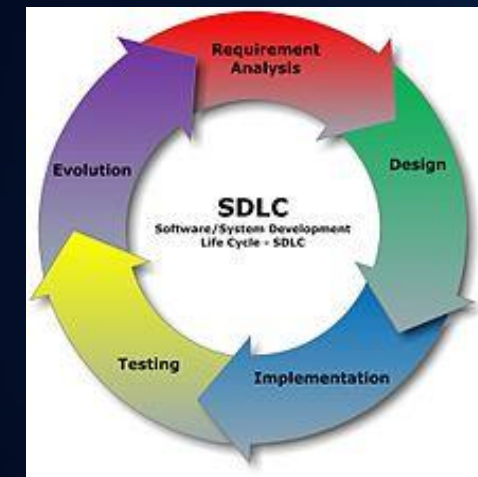 Requirement
Analysis
Design
Evolution
SDLC
Software/System Development
Life Cycle - SDLC
Testing
Implementation